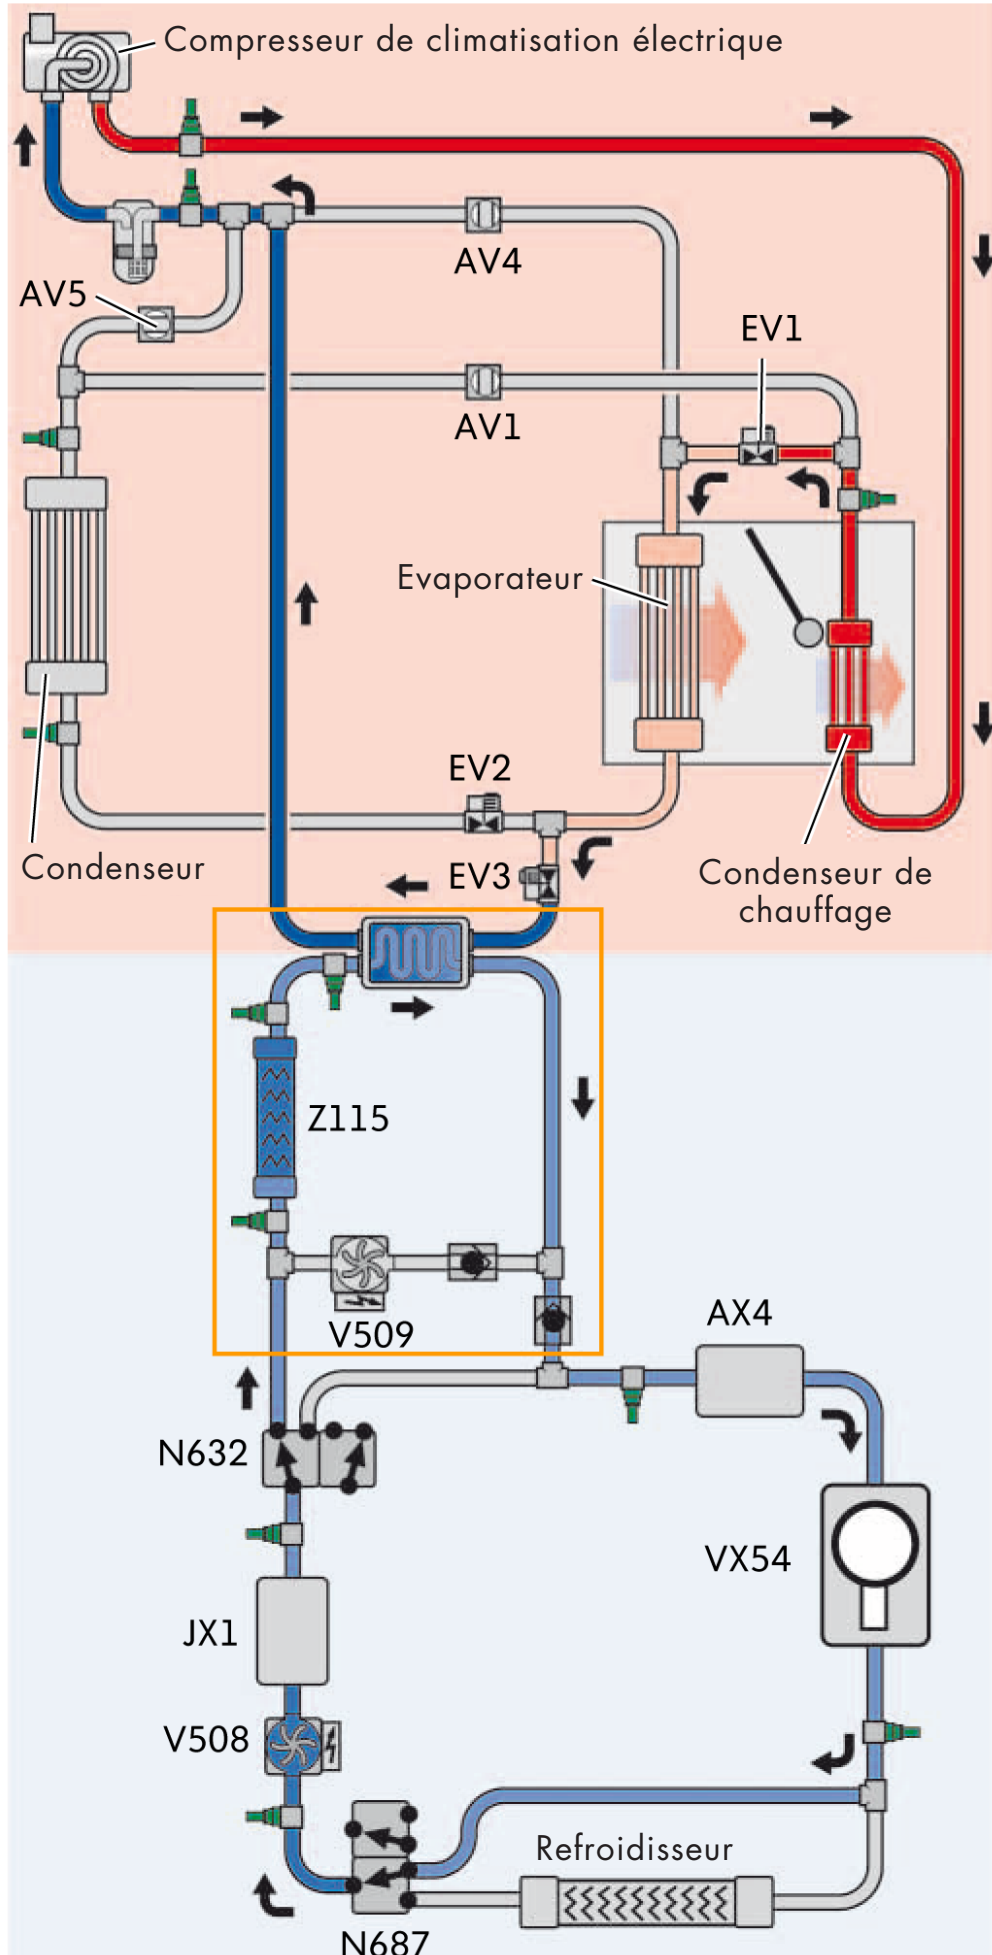 Compresseur de climatisation électrique
AV4
AV5
EV1
AV1
Evaporateur
EV2
Condenseur
EV3
Condenseur de
chauffage
Z115
V509
AX4
N632
VX54
JX1
V508
Refroidisseur
N687